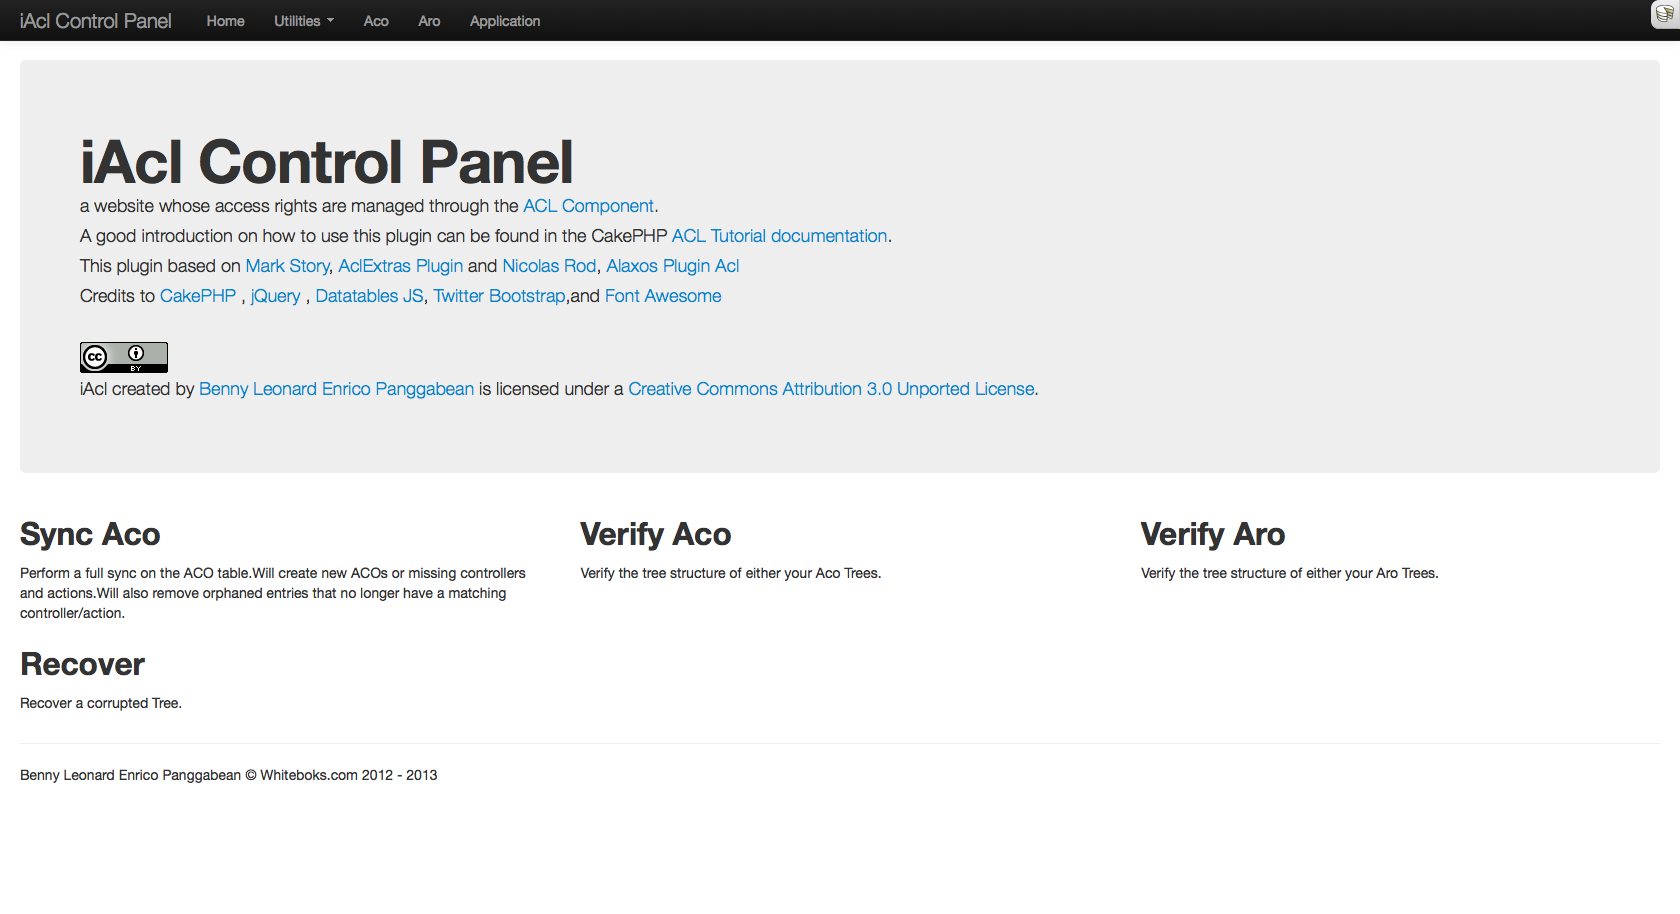 iAcl Control Panel Home Utilities Aco Aro Application
iAcl Control Panel
a website whose access rights are managed through the ACL Component.
A good introduction on how to use this plugin can be found in the CakePHP ACL Tutorial documentation.
This plugin based on Mark Story, AclExtras Plugin and Nicolas Rod, Alaxos Plugin Acl
Credits to CakePHP , jQuery , Datatables JS, Twitter Bootstrap,and Font Awesome
cc BY
iAcl created by Benny Leonard Enrico Panggabean is licensed under a Creative Commons Attribution 3.0 Unported License.
Sync Aco
Perform a full sync on the ACO table.Will create new ACOs or missing controllers
and actions.Will also remove orphaned entries that no longer have a matching
controller/action.
Verify Aco
Verify the tree structure of either your Aco Trees.
Verify Aro
Verify the tree structure of either your Aro Trees.
Recover
Recover a corrupted Tree.
Benny Leonard Enrico Panggabean © Whiteboks.com 2012 - 2013